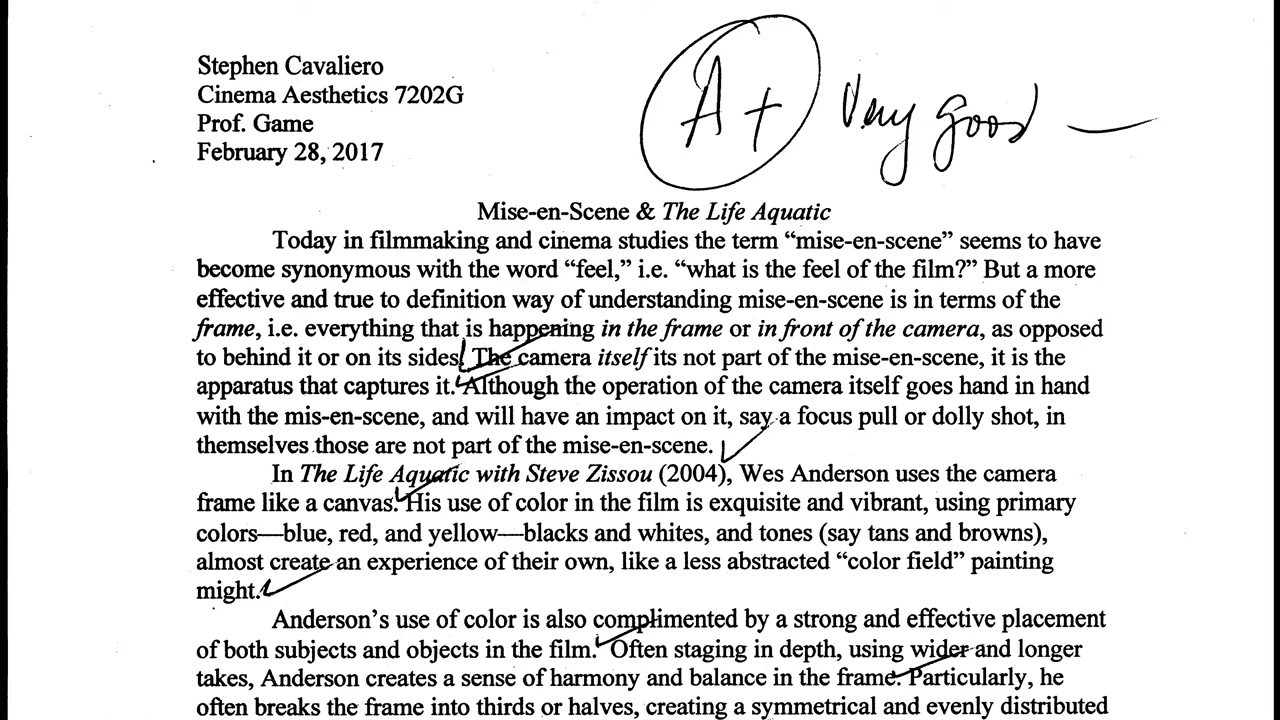 Stephen Cavaliero
Cinema Aesthetics 7202G
Prof. Game
February 28, 2017
A+ Very good —
Mise-en-Scene & The Life Aquatic
Today in filmmaking and cinema studies the term “mise-en-scene” seems to have
become synonymous with the word “feel,” i.e. “what is the feel of the film?” But a more
effective and true to definition way of understanding mise-en-scene is in terms of the
frame, i.e. everything that is happening in the frame or in front of the camera, as opposed
to behind it or on its sides. The camera itself its not part of the mise-en-scene, it is the
apparatus that captures it. Although the operation of the camera itself goes hand in hand
with the mis-en-scene, and will have an impact on it, say a focus pull or dolly shot, in
themselves those are not part of the mise-en-scene.
In The Life Aquatic with Steve Zissou (2004), Wes Anderson uses the camera
frame like a canvas. His use of color in the film is exquisite and vibrant, using primary
colors—blue, red, and yellow—blacks and whites, and tones (say tans and browns),
almost create an experience of their own, like a less abstracted “color field” painting
might.
Anderson’s use of color is also complimented by a strong and effective placement
of both subjects and objects in the film. Often staging in depth, using wider and longer
takes, Anderson creates a sense of harmony and balance in the frame. Particularly, he
often breaks the frame into thirds or halves, creating a symmetrical and evenly distributed